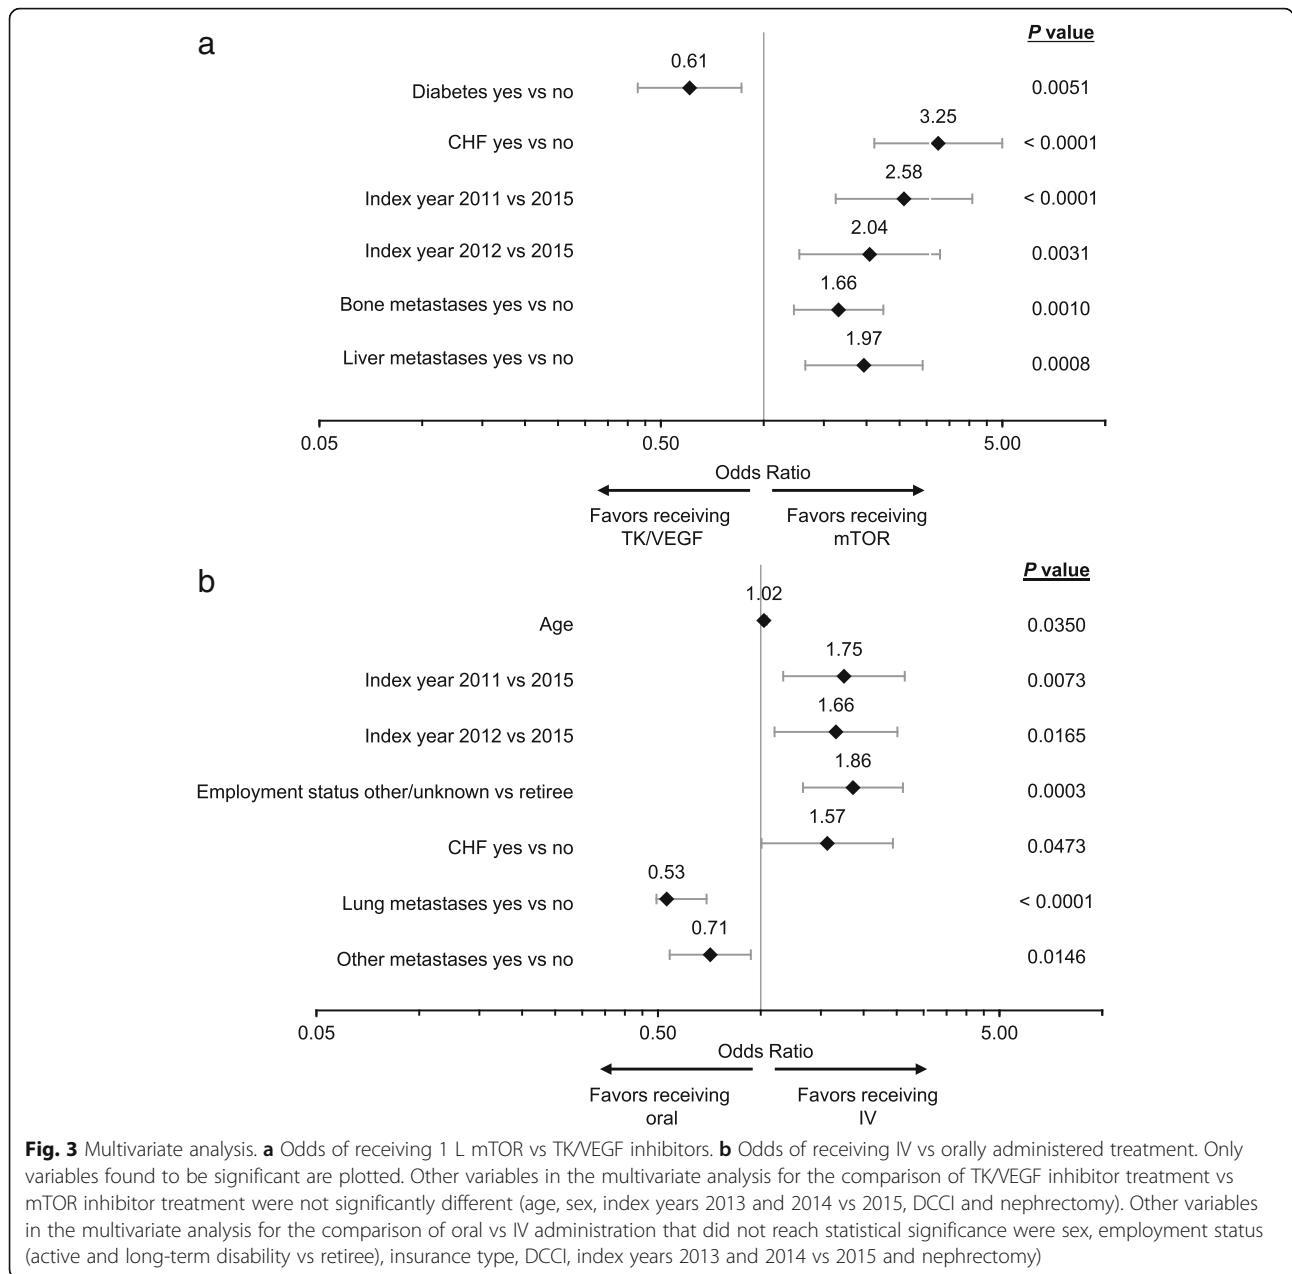 a
P value
0.61
Diabetes yes vs no 0.0051
3.25
CHF yes vs no < 0.0001
2.58
Index year 2011 vs 2015 < 0.0001
2.04
Index year 2012 vs 2015 0.0031
1.66
Bone metastases yes vs no 0.0010
1.97
Liver metastases yes vs no 0.0008
0.05 0.50 5.00
Odds Ratio
Favors receiving Favors receiving
TK/VEGF mTOR
b
P value
1.02
Age 0.0350
1.75
Index year 2011 vs 2015 0.0073
1.66
Index year 2012 vs 2015 0.0165
1.86
Employment status other/unknown vs retiree 0.0003
1.57
CHF yes vs no 0.0473
0.53
Lung metastases yes vs no < 0.0001
0.71
Other metastases yes vs no 0.0146
0.05 0.50 5.00
Odds Ratio
Favors receiving Favors receiving
oral IV
Fig. 3 Multivariate analysis. a Odds of receiving 1 L mTOR vs TK/VEGF inhibitors. b Odds of receiving IV vs orally administered treatment. Only
variables found to be significant are plotted. Other variables in the multivariate analysis for the comparison of TK/VEGF inhibitor treatment vs
mTOR inhibitor treatment were not significantly different (age, sex, index years 2013 and 2014 vs 2015, DCCI and nephrectomy). Other variables
in the multivariate analysis for the comparison of oral vs IV administration that did not reach statistical significance were sex, employment status
(active and long-term disability vs retiree), insurance type, DCCI, index years 2013 and 2014 vs 2015 and nephrectomy)